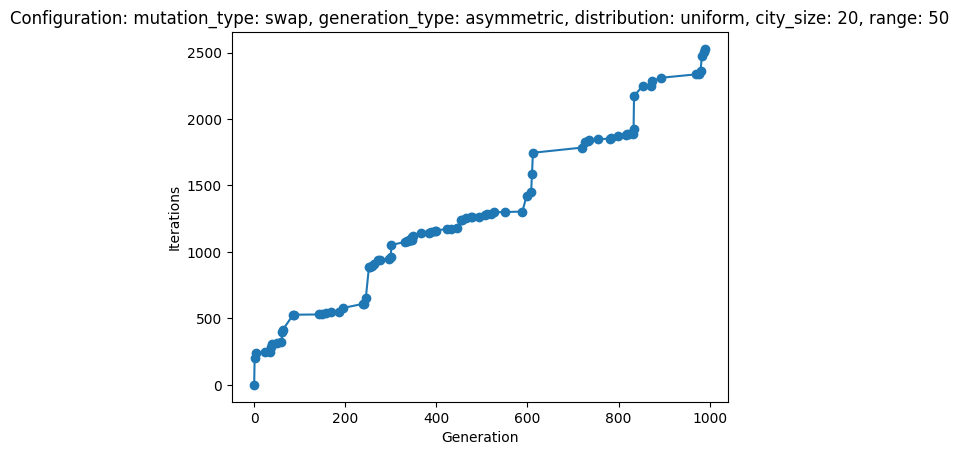 Configuration: mutation_type: swap, generation_type: asymmetric, distribution: uniform, city_size: 20, range: 50
2500
2000
1500
1000
500
0
Iterations
0 200 400 600 800 1000
Generation